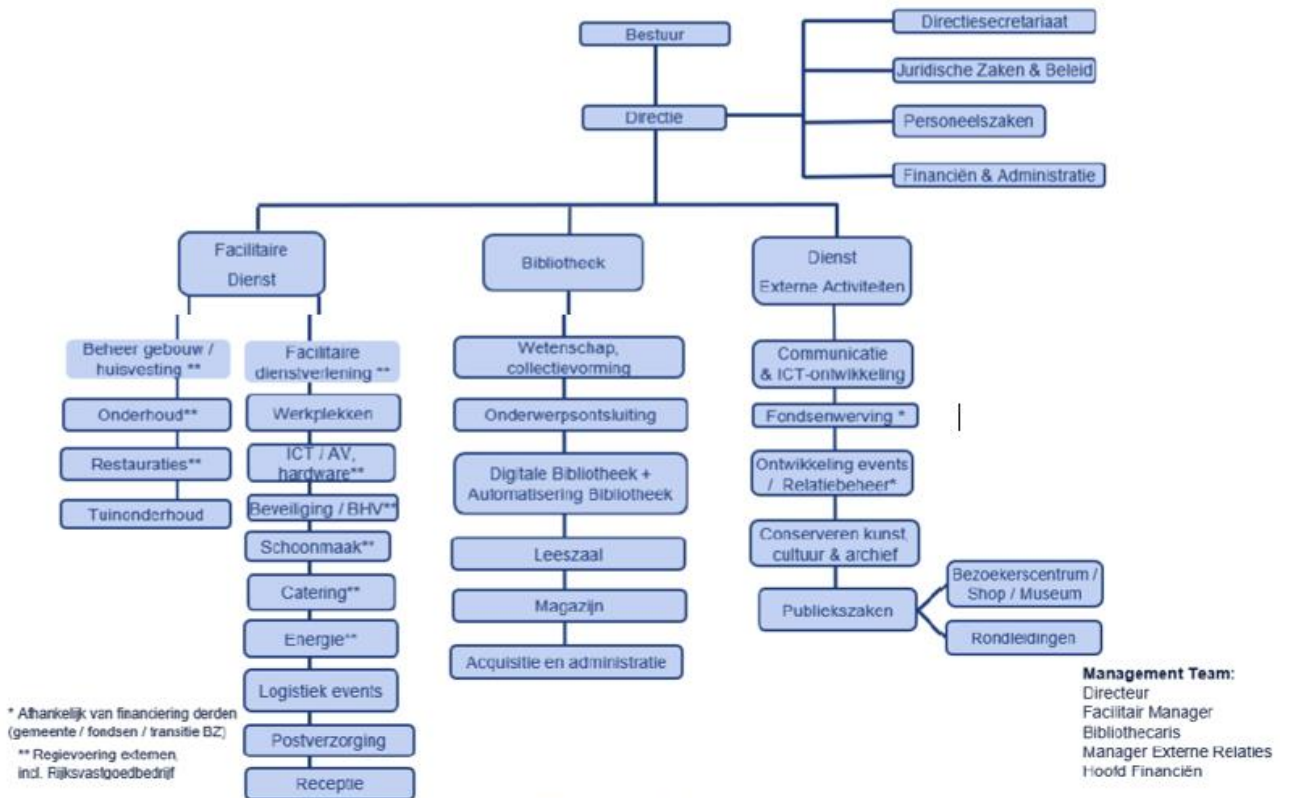 Bestuur
Directie
Directiesecretariaat
Juridische Zaken & Beleid
Personeelszaken
Financiën & Administratie
Facilitaire
Dienst
Beheer gebouw /
huisvesting **
Onderhoud**
Restauraties**
Tuinonderhoud
Facilitaire
dienstverlening **
Werkplekken
ICT / AV,
hardware**
Beveiliging / BHV**
Schoonmaak**
Catering**
Energie**
Logistiek events
Postverzorging
Receptie
Bibliotheek
Wetenschap,
collectievorming
Onderwerpsontsluiting
Digitale Bibliotheek +
Automatisering Bibliotheek
Leeszaal
Magazijn
Acquisitie en administratie
Dienst
Externe Activiteiten
Communicatie
& ICT-ontwikkeling
Fondsenwerving *
Ontwikkeling events
/ Relatiebeheer*
Conserveren kunst,
cultuur & archief
Publiekszaken
Bezoekerscentrum /
Shop / Museum
Rondleidingen
* Afhankelijk van financiering derden
(gemeente / fondsen / transitie BZ)
** Regievoering externen,
incl. Rijksvastgoedbedrijf
Management Team:
Directeur
Facilitair Manager
Bibliothecaris
Manager Externe Relaties
Hoofd Financiën